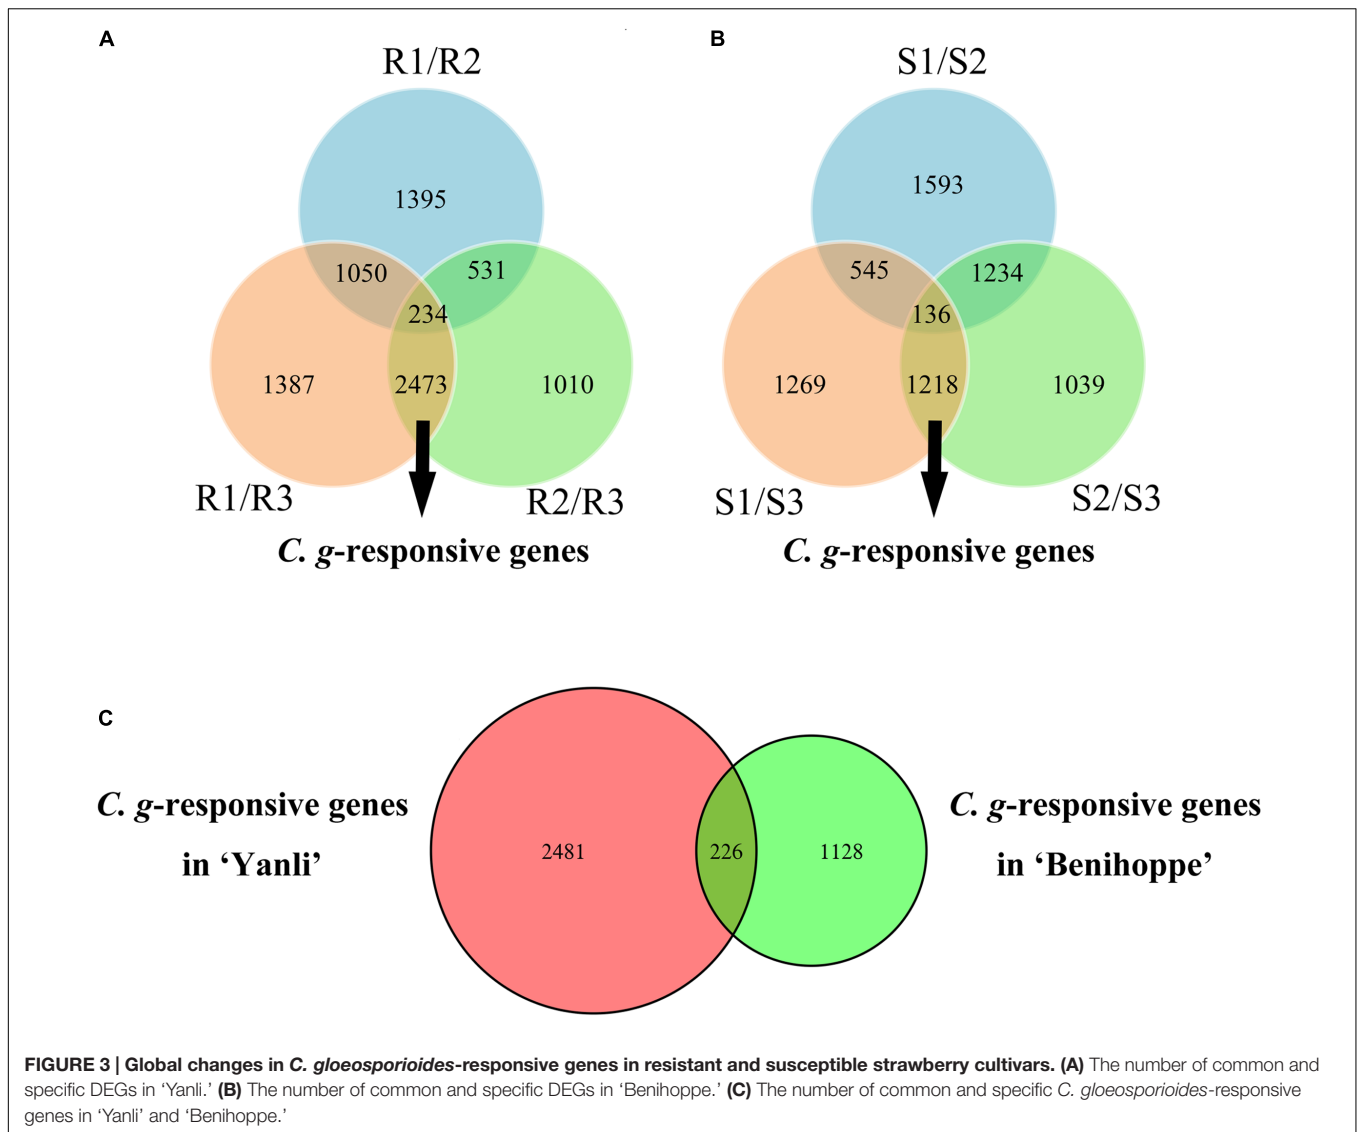 A
R1/R2
1395
1050
531
234
1387
2473
1010
R1/R3
R2/R3
C. g-responsive genes
B
S1/S2
1593
545
1234
136
1269
1218
1039
S1/S3
S2/S3
C. g-responsive genes
C
C. g-responsive genes
in ‘Yanli’
2481
226
1128
C. g-responsive genes
in ‘Benihoppe’
FIGURE 3 | Global changes in C. gloeosporioides-responsive genes in resistant and susceptible strawberry cultivars. (A) The number of common and
specific DEGs in ‘Yanli.’ (B) The number of common and specific DEGs in ‘Benihoppe.’ (C) The number of common and specific C. gloeosporioides-responsive
genes in ‘Yanli’ and ‘Benihoppe.’